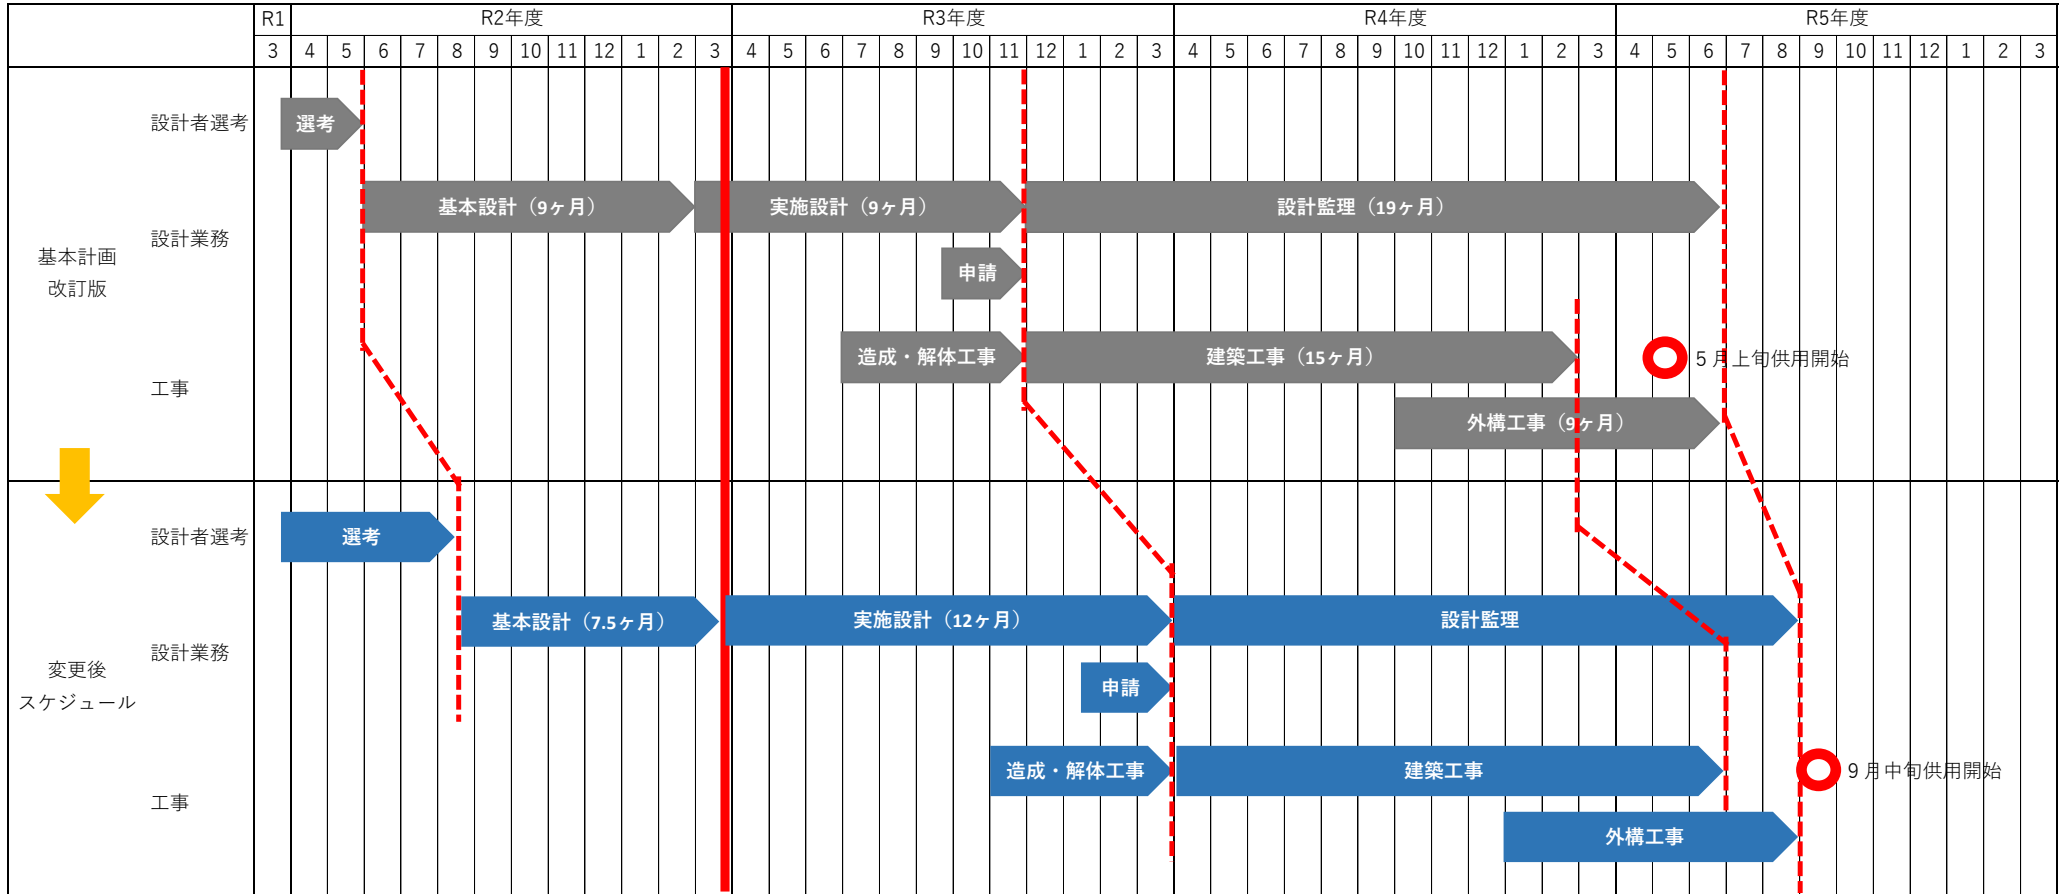 R1 R2年度 R3年度 R4年度 R5年度
3 4 5 6 7 8 9 10 11 12 1 2 3 4 5 6 7 8 9 10 11 12 1 2 3 4 5 6 7 8 9 10 11 12 1 2 3 4 5 6 7 8 9 10 11 12 1 2 3
基本計画
改訂版
設計者選考
選考
設計業務
基本設計（9ヶ月）
実施設計（9ヶ月）
設計監理（19ヶ月）
申請
工事
造成・解体工事
建築工事（15ヶ月）
５月上旬供用開始
外構工事（9ヶ月）
変更後
スケジュール
設計者選考
選考
設計業務
基本設計（7.5ヶ月）
実施設計（12ヶ月）
設計監理
申請
工事
造成・解体工事
建築工事
９月中旬供用開始
外構工事